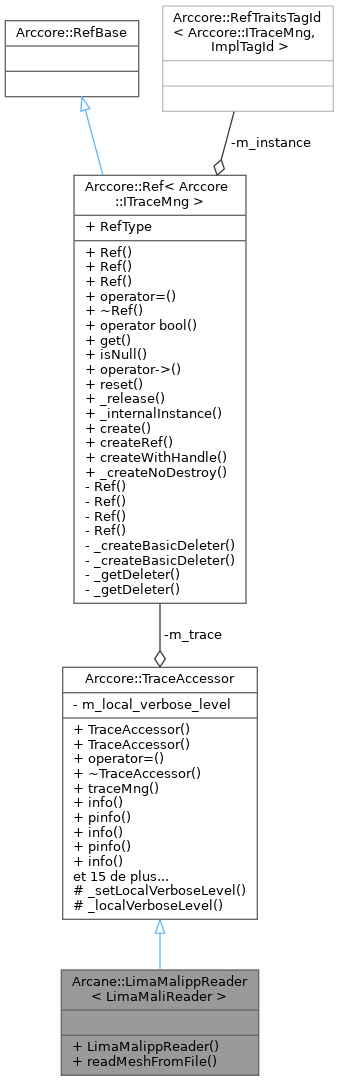 Arccore::RefBase
Arccore::RefTraitsTagId
< Arccore::ITraceMng,
ImplTagId >
-m_instance
Arccore::Ref< Arccore
::ITraceMng >
+ RefType
+ Ref()
+ Ref()
+ Ref()
+ operator=()
+ ~Ref()
+ operator bool()
+ get()
+ isNull()
+ operator->()
+ reset()
+ _release()
+ _internalInstance()
+ create()
+ createRef()
+ createWithHandle()
+ _createNoDestroy()
- Ref()
- Ref()
- Ref()
- Ref()
- _createBasicDeleter()
- _createBasicDeleter()
- _getDeleter()
- _getDeleter()
-m_trace
Arccore::TraceAccessor
- m_local_verbose_level
+ TraceAccessor()
+ TraceAccessor()
+ operator=()
+ ~TraceAccessor()
+ traceMng()
+ info()
+ pinfo()
+ info()
+ pinfo()
+ info()
et 15 de plus...
# _setLocalVerboseLevel()
# _localVerboseLevel()
Arcane::LimaMalippReader
< LimaMaliReader >
+ LimaMalippReader()
+ readMeshFromFile()